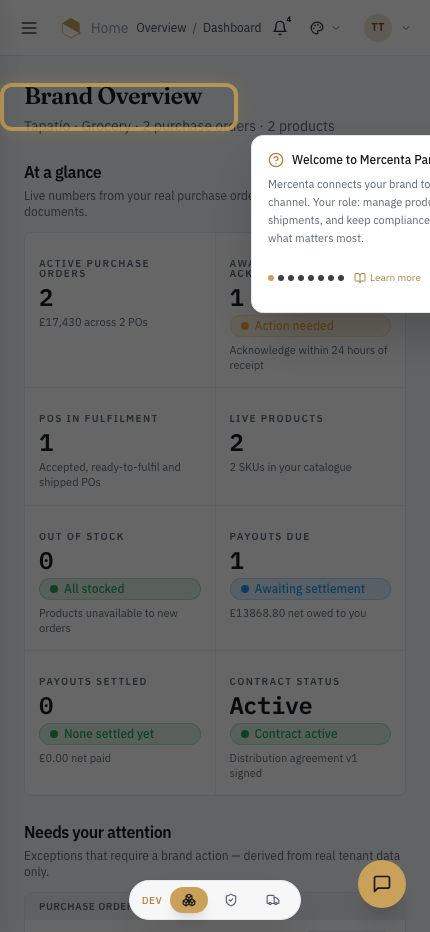 Home Overview / Dashboard 4 TT
Brand Overview
Tapatío · Grocery · 2 purchase orders · 2 products
Welcome to Mercenta Par
Mercenta connects your brand to
channel. Your role: manage produ
shipments, and keep compliance
what matters most.
Learn more
At a glance
Live numbers from your real purchase orde
documents.
ACTIVE PURCHASE
ORDERS
2
£17,430 across 2 POs
AWA
ACK
1
Action needed
Acknowledge within 24 hours of
receipt
POS IN FULFILMENT
1
Accepted, ready-to-fulfil and
shipped POs
LIVE PRODUCTS
2
2 SKUs in your catalogue
OUT OF STOCK
0
All stocked
Products unavailable to new
orders
PAYOUTS DUE
1
Awaiting settlement
£13868.80 net owed to you
PAYOUTS SETTLED
0
None settled yet
£0.00 net paid
CONTRACT STATUS
Active
Contract active
Distribution agreement v1
signed
Needs your attention
Exceptions that require a brand action — derived from real tenant data
only.
PURCHASE ORDER
DEV